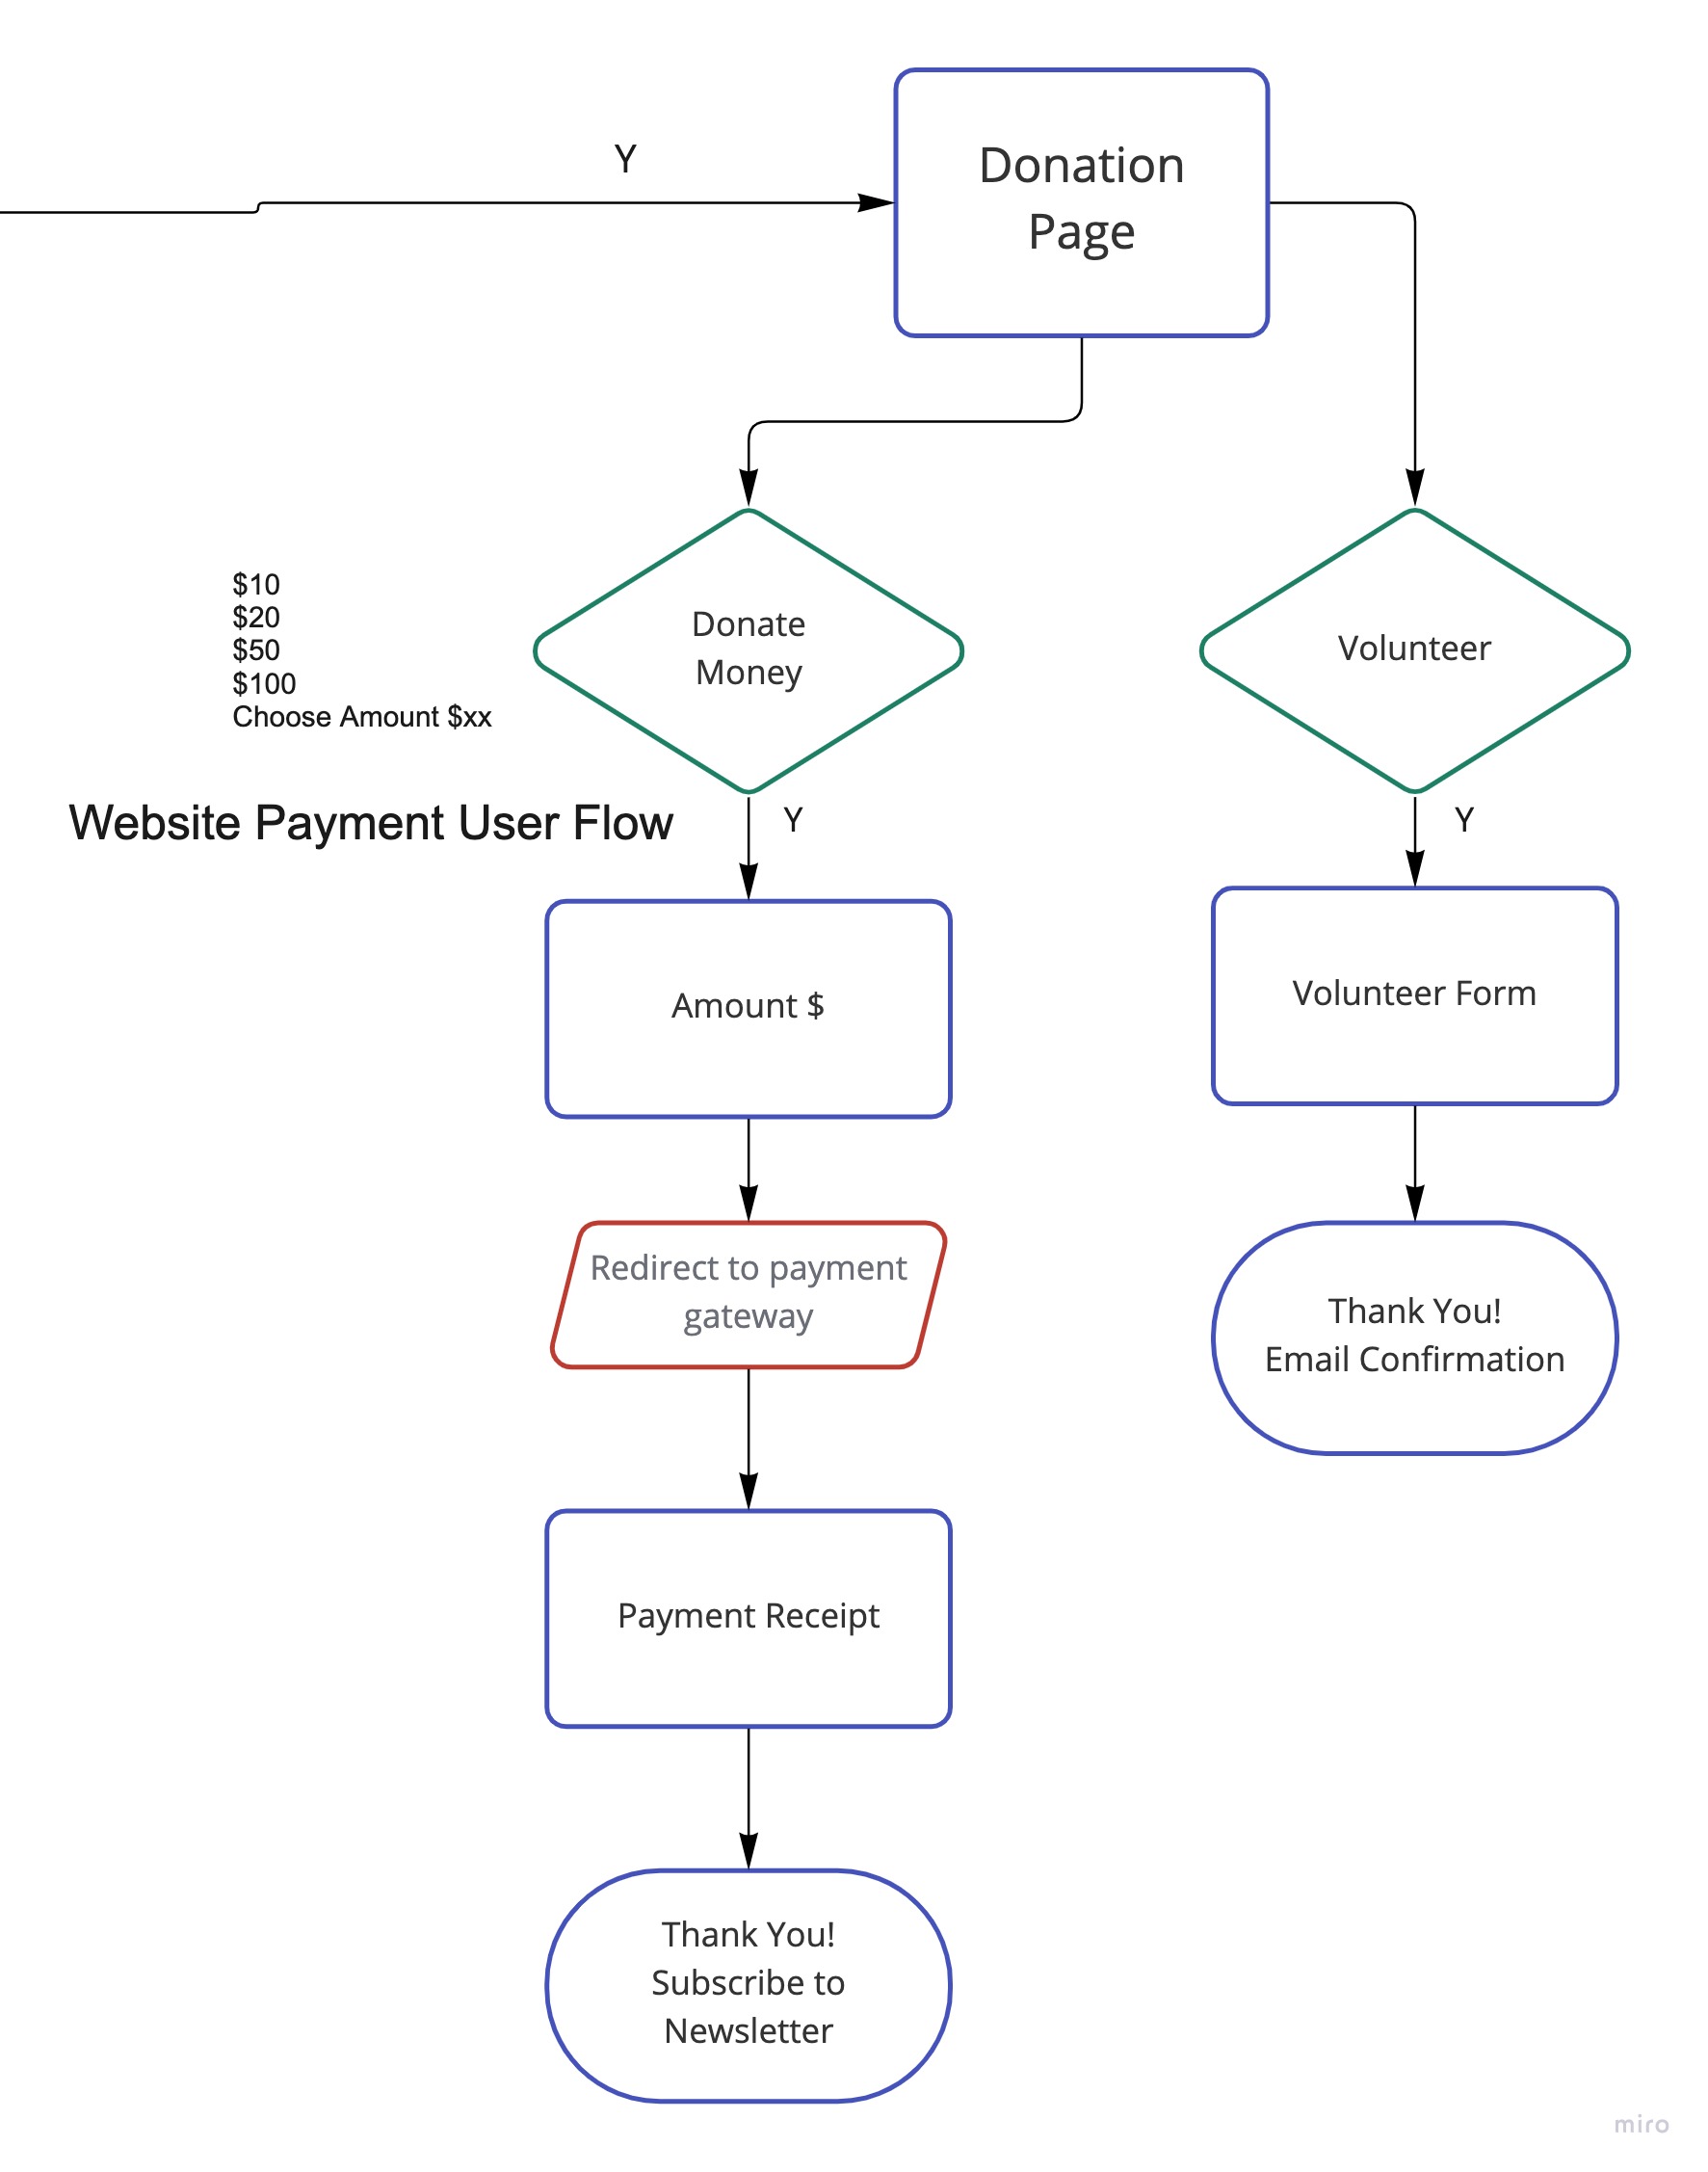 Y
Donation
Page
$10
$20
$50
$100
Choose Amount $xx
Donate
Money
Volunteer
Website Payment User Flow
Y
Y
Amount $
Volunteer Form
Redirect to payment
gateway
Thank You!
Email Confirmation
Payment Receipt
Thank You!
Subscribe to
Newsletter
miro